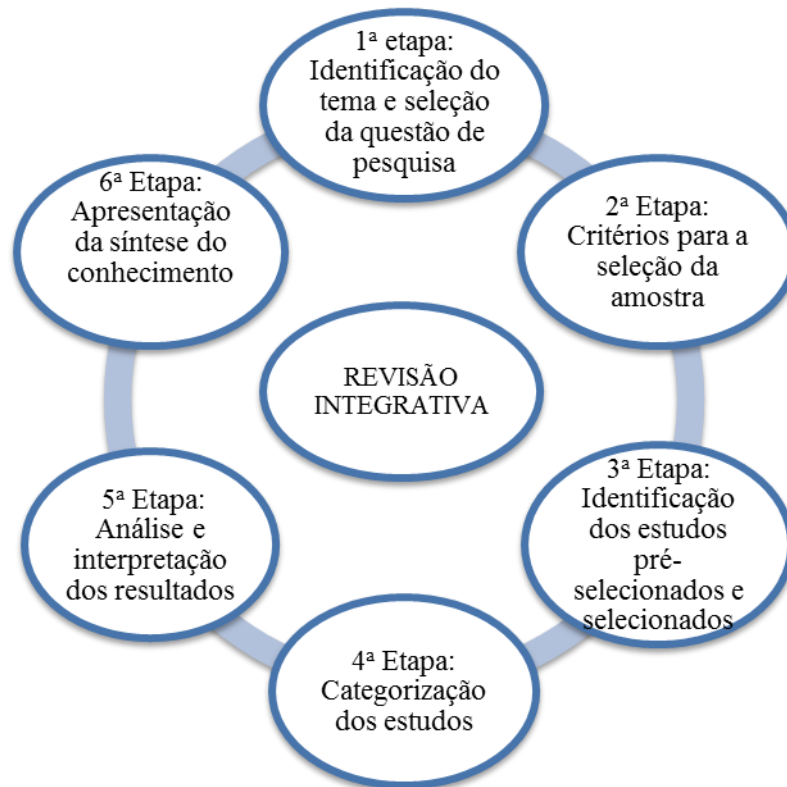 1ª etapa:
Identificação do
tema e seleção
da questão de
pesquisa
2ª Etapa:
Critérios para a
seleção da
amostra
3ª Etapa:
Identificação
dos estudos
pré-
selecionados e
selecionados
4ª Etapa:
Categorização
dos estudos
5ª Etapa:
Análise e
interpretação
dos resultados
6ª Etapa:
Apresentação
da síntese do
conhecimento
REVISÃO
INTEGRATIVA